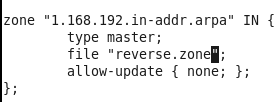 zone "1.168.192.in-addr.arpa" IN {
        type master;
        file "reverse.zone";
        allow-update { none; };
};